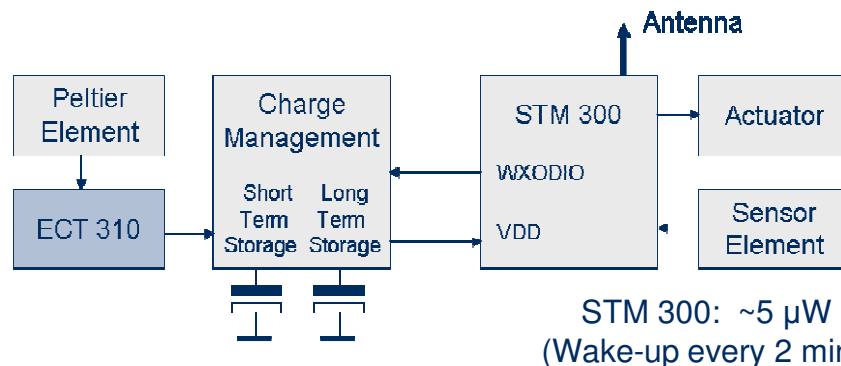 Antenna
Peltier
Element
Charge
Management
STM 300
Actuator
WXODIO
Short Long
Term Term
Storage Storage
ECT 310
VDD
Sensor
Element
STM 300: ~5 µW
(Wake-up every 2 min